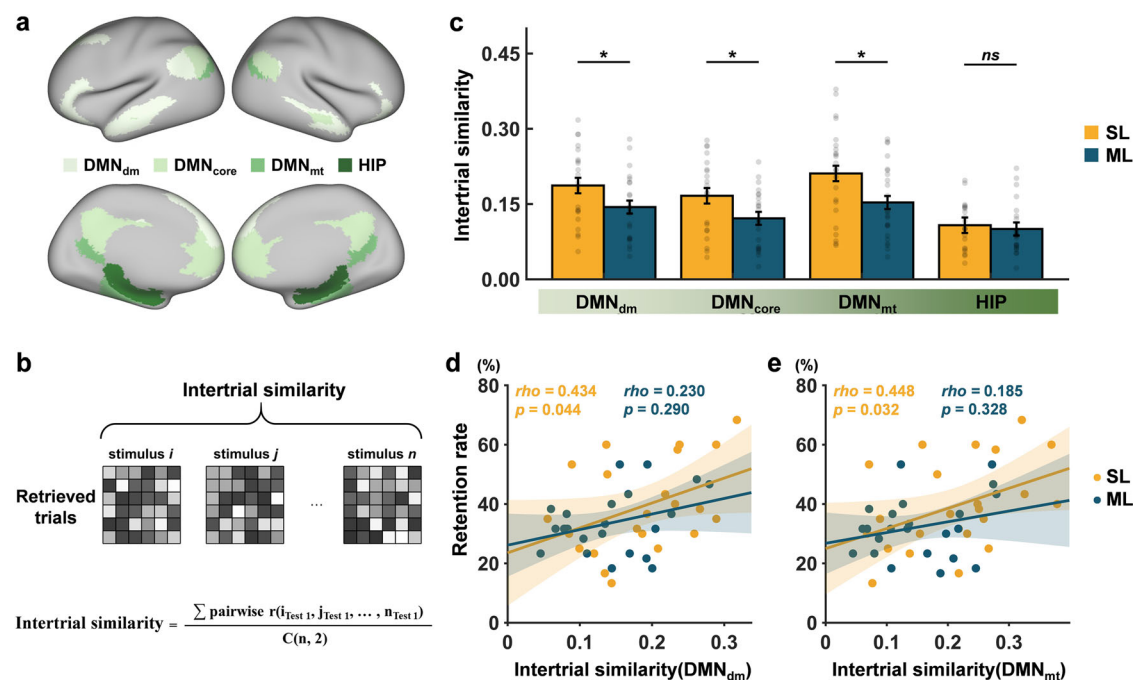 a
DMNdm DMNcore DMNmt HIP
b
Intertrial similarity
stimulus i stimulus j stimulus n
Retrieved
trials
...
Intertrial similarity = ∑ pairwise r(iTest 1, jTest 1, ... , nTest 1)
C(n, 2)
c
Intertrial similarity
0.45
0.30
0.15
0.00
* * * ns
SL
ML
DMNdm DMNcore DMNmt HIP
d
(%)
Retention rate
80
60
40
20
0
rho = 0.434 rho = 0.230
p = 0.044 p = 0.290
0 0.1 0.2 0.3
Intertrial similarity(DMNdm)
e
(%)
80
60
40
20
0
rho = 0.448 rho = 0.185
p = 0.032 p = 0.328
0 0.1 0.2 0.3
Intertrial similarity(DMNmt)
SL
ML